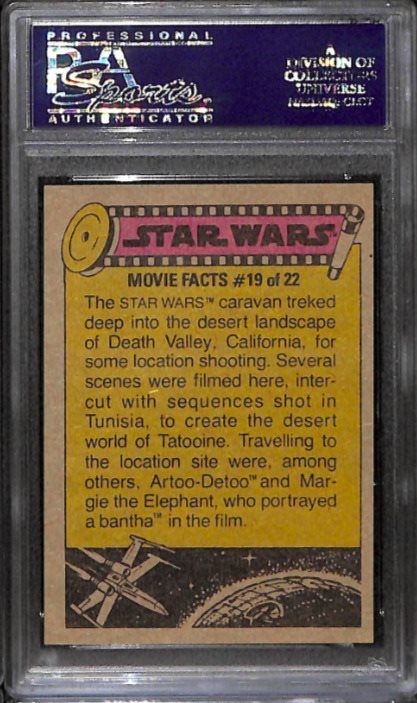 PROFESSIONAL
PSA
Sports
AUTHENTICATOR
A
DIVISION OF
COLLECTORS
UNIVERSE
NASDAQ: CLCT
STAR WARS
MOVIE FACTS #19 of 22
The STAR WARS™ caravan treked
deep into the desert landscape
of Death Valley, California, for
some location shooting. Several
scenes were filmed here, inter-
cut with sequences shot in
Tunisia, to create the desert
world of Tatooine. Travelling to
the location site were, among
others, Artoo-Detoo™ and Mar-
gie the Elephant, who portrayed
a bantha™ in the film.